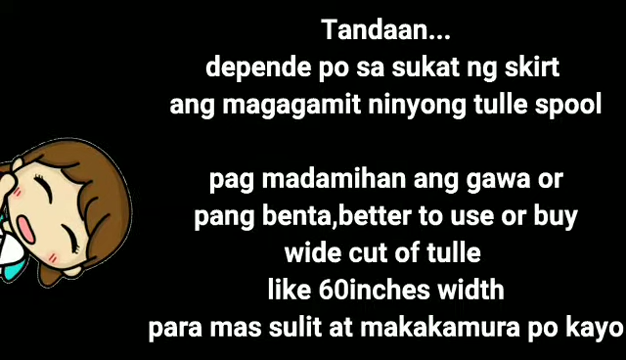 Tandaan...
depende po sa sukat ng skirt
ang magagamit ninyong tulle spool
pag madamihan ang gawa or
pang benta,better to use or buy
wide cut of tulle
like 60inches width
para mas sulit at makakamura po kayo